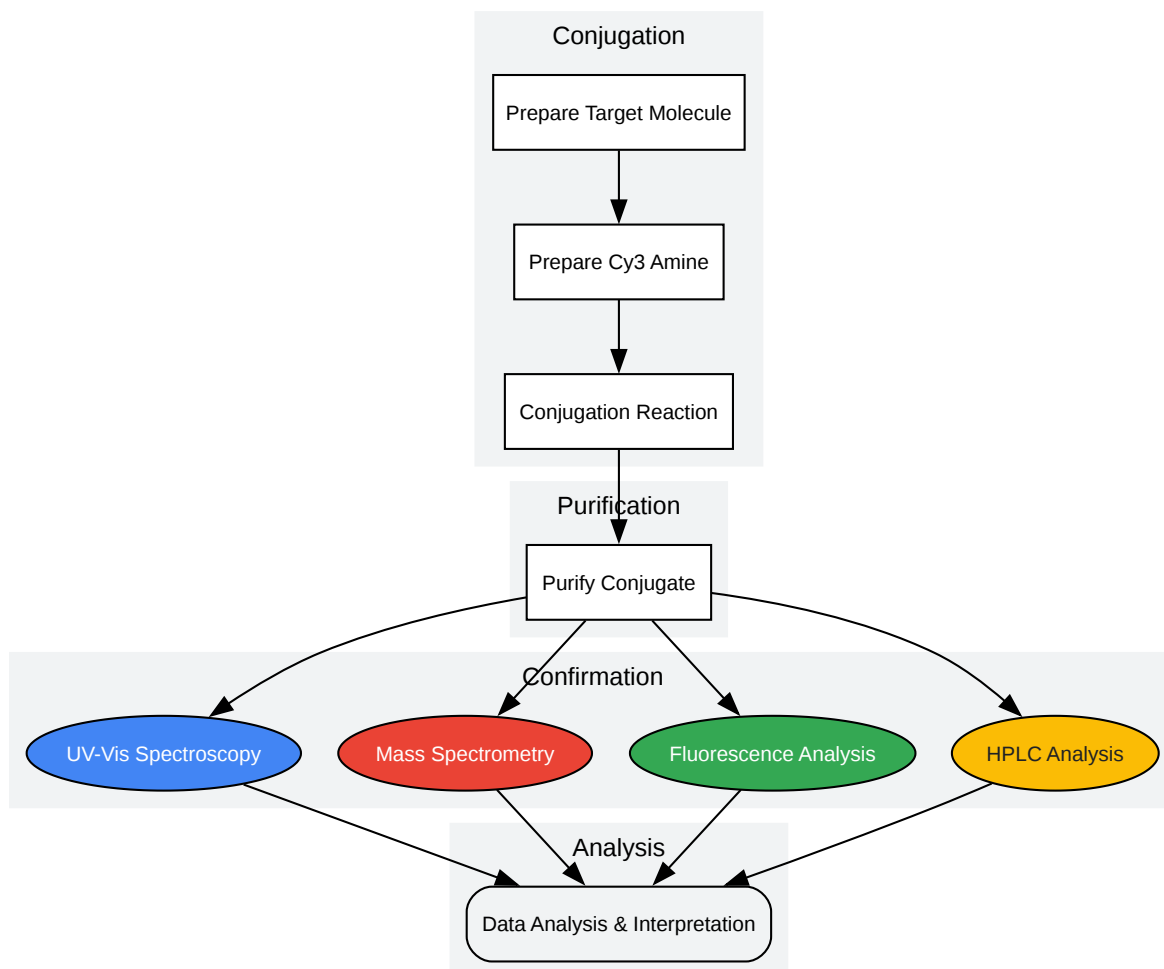 Conjugation
Prepare Target Molecule
Prepare Cy3 Amine
Conjugation Reaction
Purification
Purify Conjugate
Confirmation
UV-Vis Spectroscopy
Mass Spectrometry
Fluorescence Analysis
HPLC Analysis
Analysis
Data Analysis & Interpretation